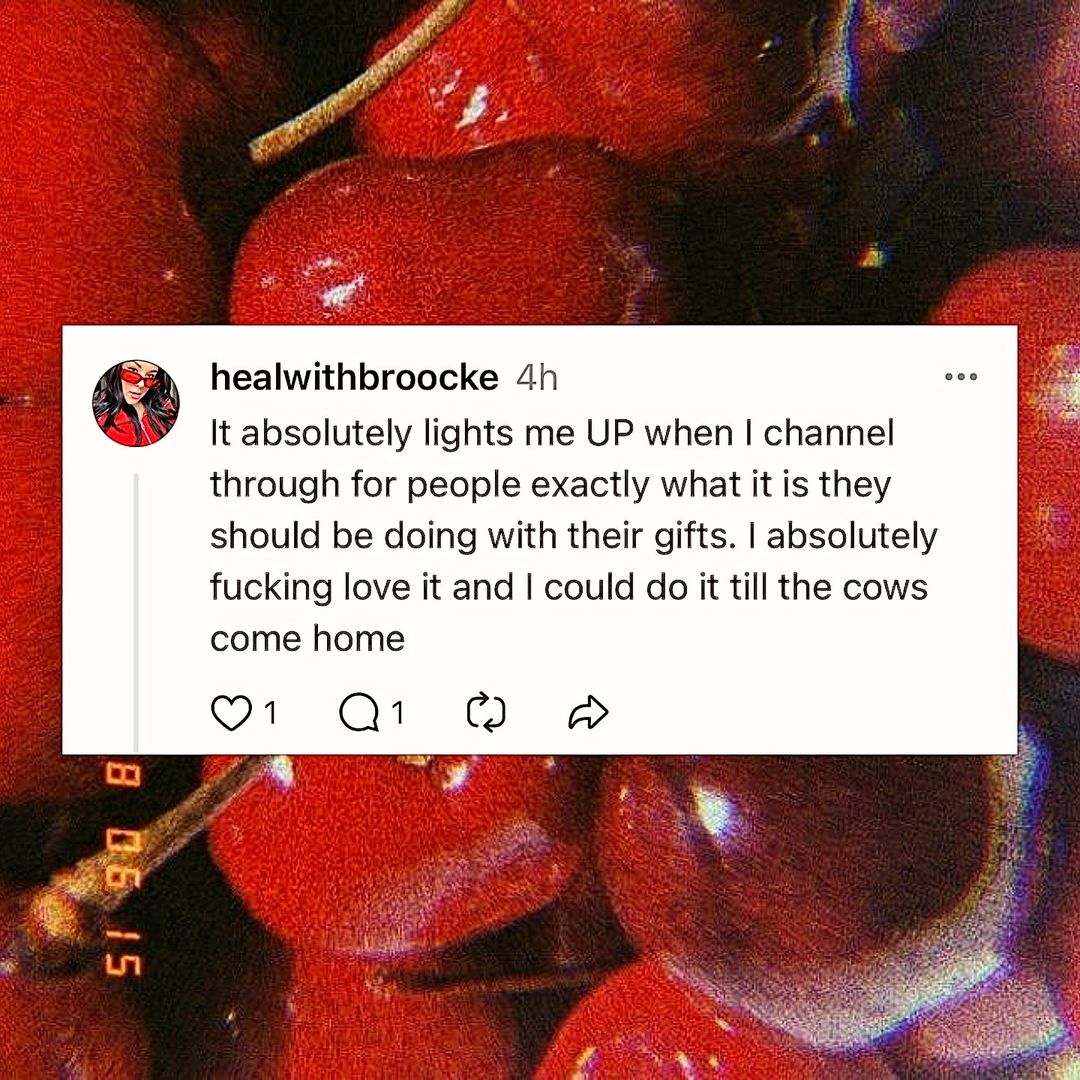 healwithbroocke 4h
It absolutely lights me UP when I channel
through for people exactly what it is they
should be doing with their gifts. I absolutely
fucking love it and I could do it till the cows
come home
1 1
8 06 15